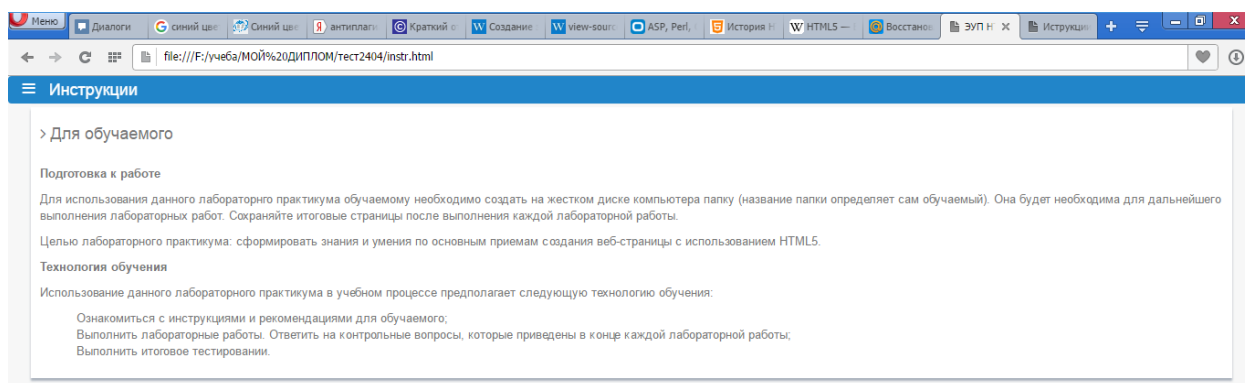 Меню Диалоги синий цве Синий цве антиплаги Краткий о Создание view-sourc ASP, Perl, История H HTML5 — Восстанов ЭУП HT Иструкци
file:///F:/учеба/МОЙ%20ДИПЛОМ/тест2404/instr.html
Инструкции
> Для обучаемого
Подготовка к работе
Для использования данного лабораторнго практикума обучаемому необходимо создать на жестком диске компьютера папку (название папки определяет сам обучаемый). Она будет необходима для дальнейшего
выполнения лабораторных работ. Сохраняйте итоговые страницы после выполнения каждой лабораторной работы.
Целью лабораторного практикума: сформировать знания и умения по основным приемам создания веб-страницы с использованием HTML5.
Технология обучения
Использование данного лабораторного практикума в учебном процессе предполагает следующую технологию обучения:
Ознакомиться с инструкциями и рекомендациями для обучаемого;
Выполнить лабораторные работы. Ответить на контрольные вопросы, которые приведены в конце каждой лабораторной работы;
Выполнить итоговое тестировании.